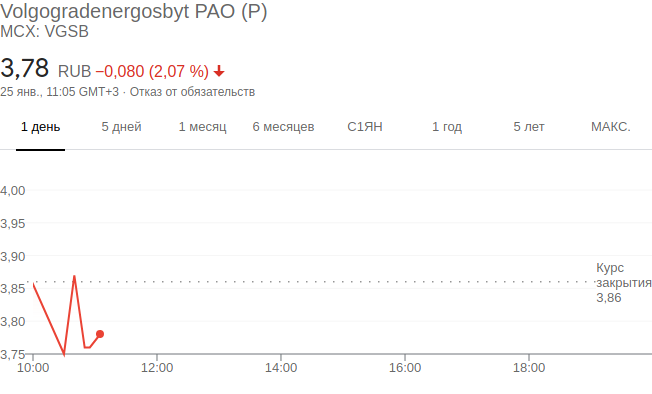 Volgogradenergosbyt PAO (P)
MCX: VGSB
3,78 RUB −0,080 (2,07 %)
25 янв., 11:05 GMT+3 · Отказ от обязательств
1 день 5 дней 1 месяц 6 месяцев С1ЯН 1 год 5 лет МАКС.
4,00
3,95
3,90
Курс
3,85 закрытия
3,86
3,80
3,75
10:00 12:00 14:00 16:00 18:00